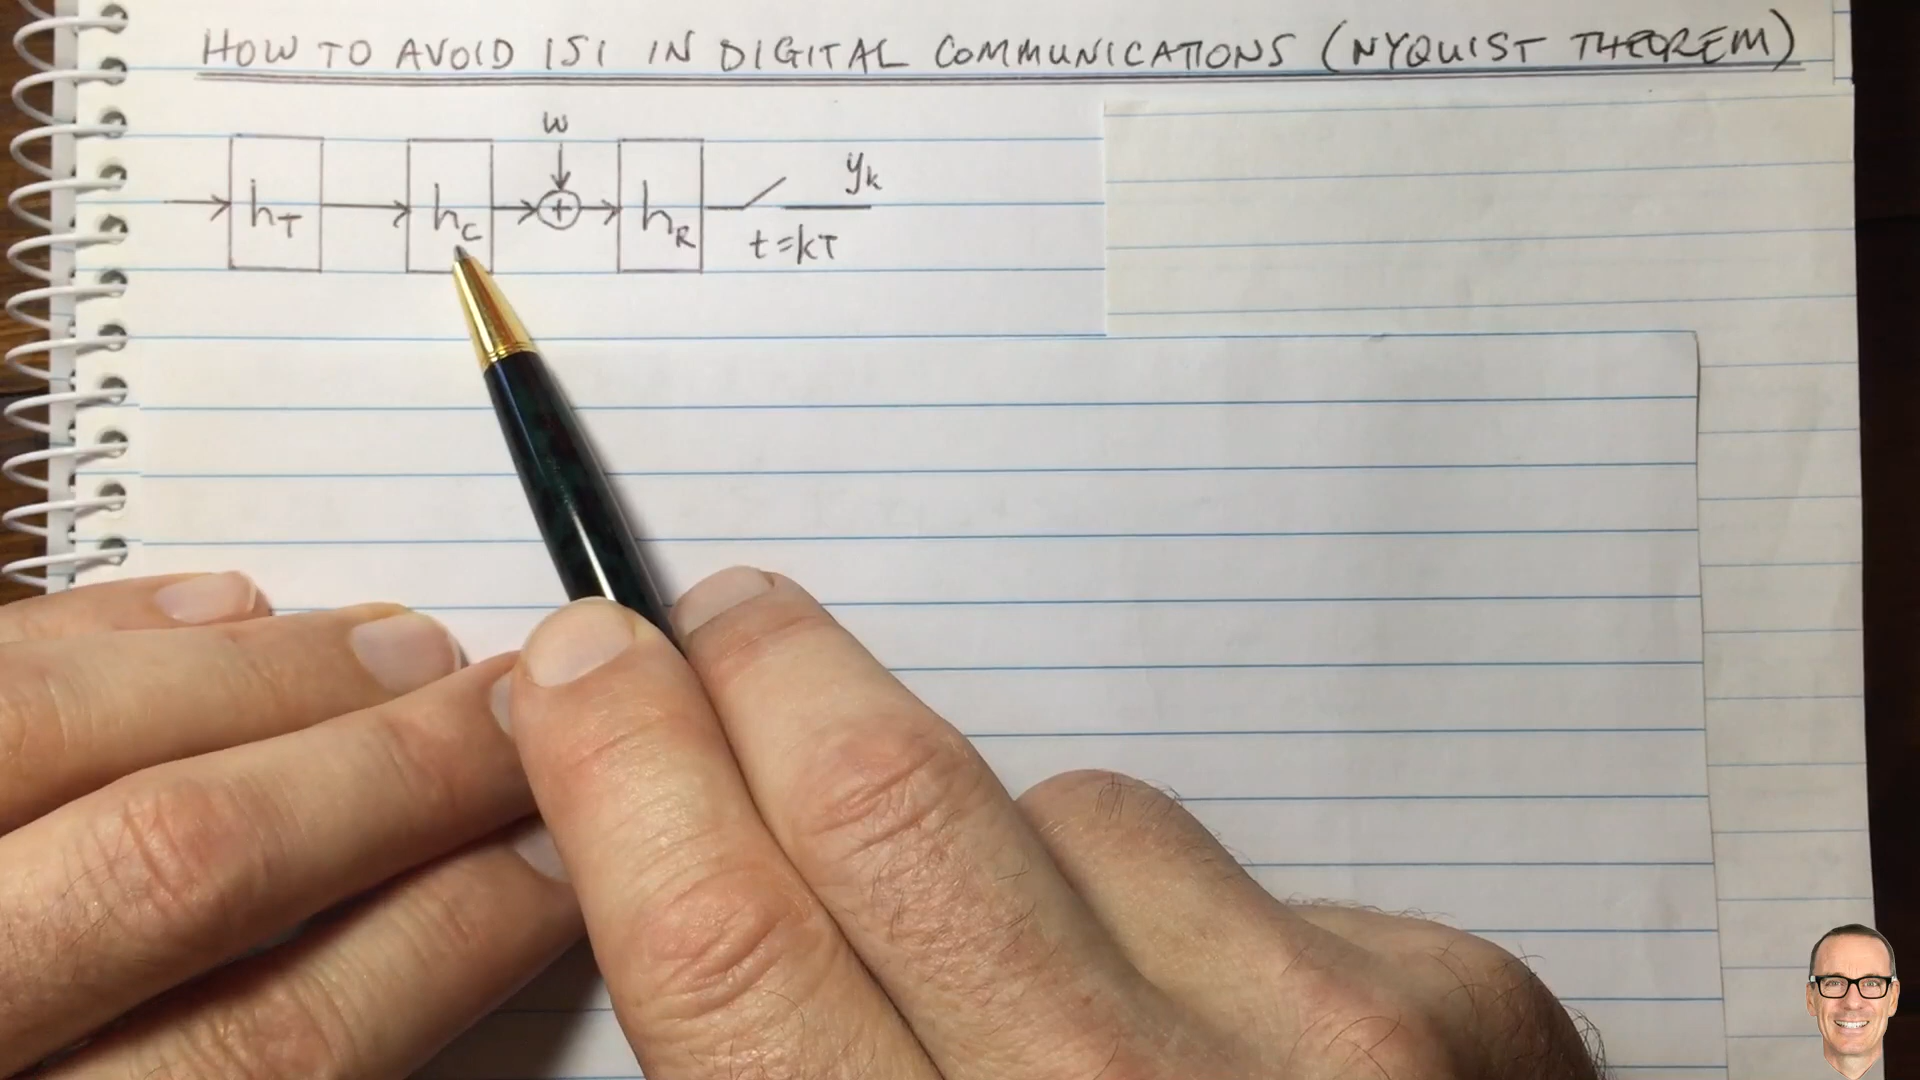 HOW TO AVOID ISI IN DIGITAL COMMUNICATIONS (NYQUIST THEOREM)
w
h_T h_C + h_R y_k
t=kT